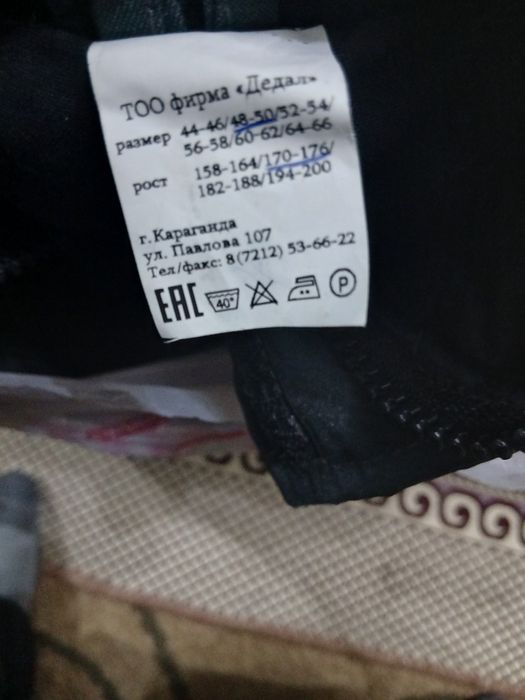 ТОО фирма «Дедал»
размер 44-46/48-50/52-54/
56-58/60-62/64-66
рост 158-164/170-176/
182-188/194-200
г.Караганда
ул. Павлова 107
Тел/факс: 8(7212) 53-66-22
ЕАС 40° P